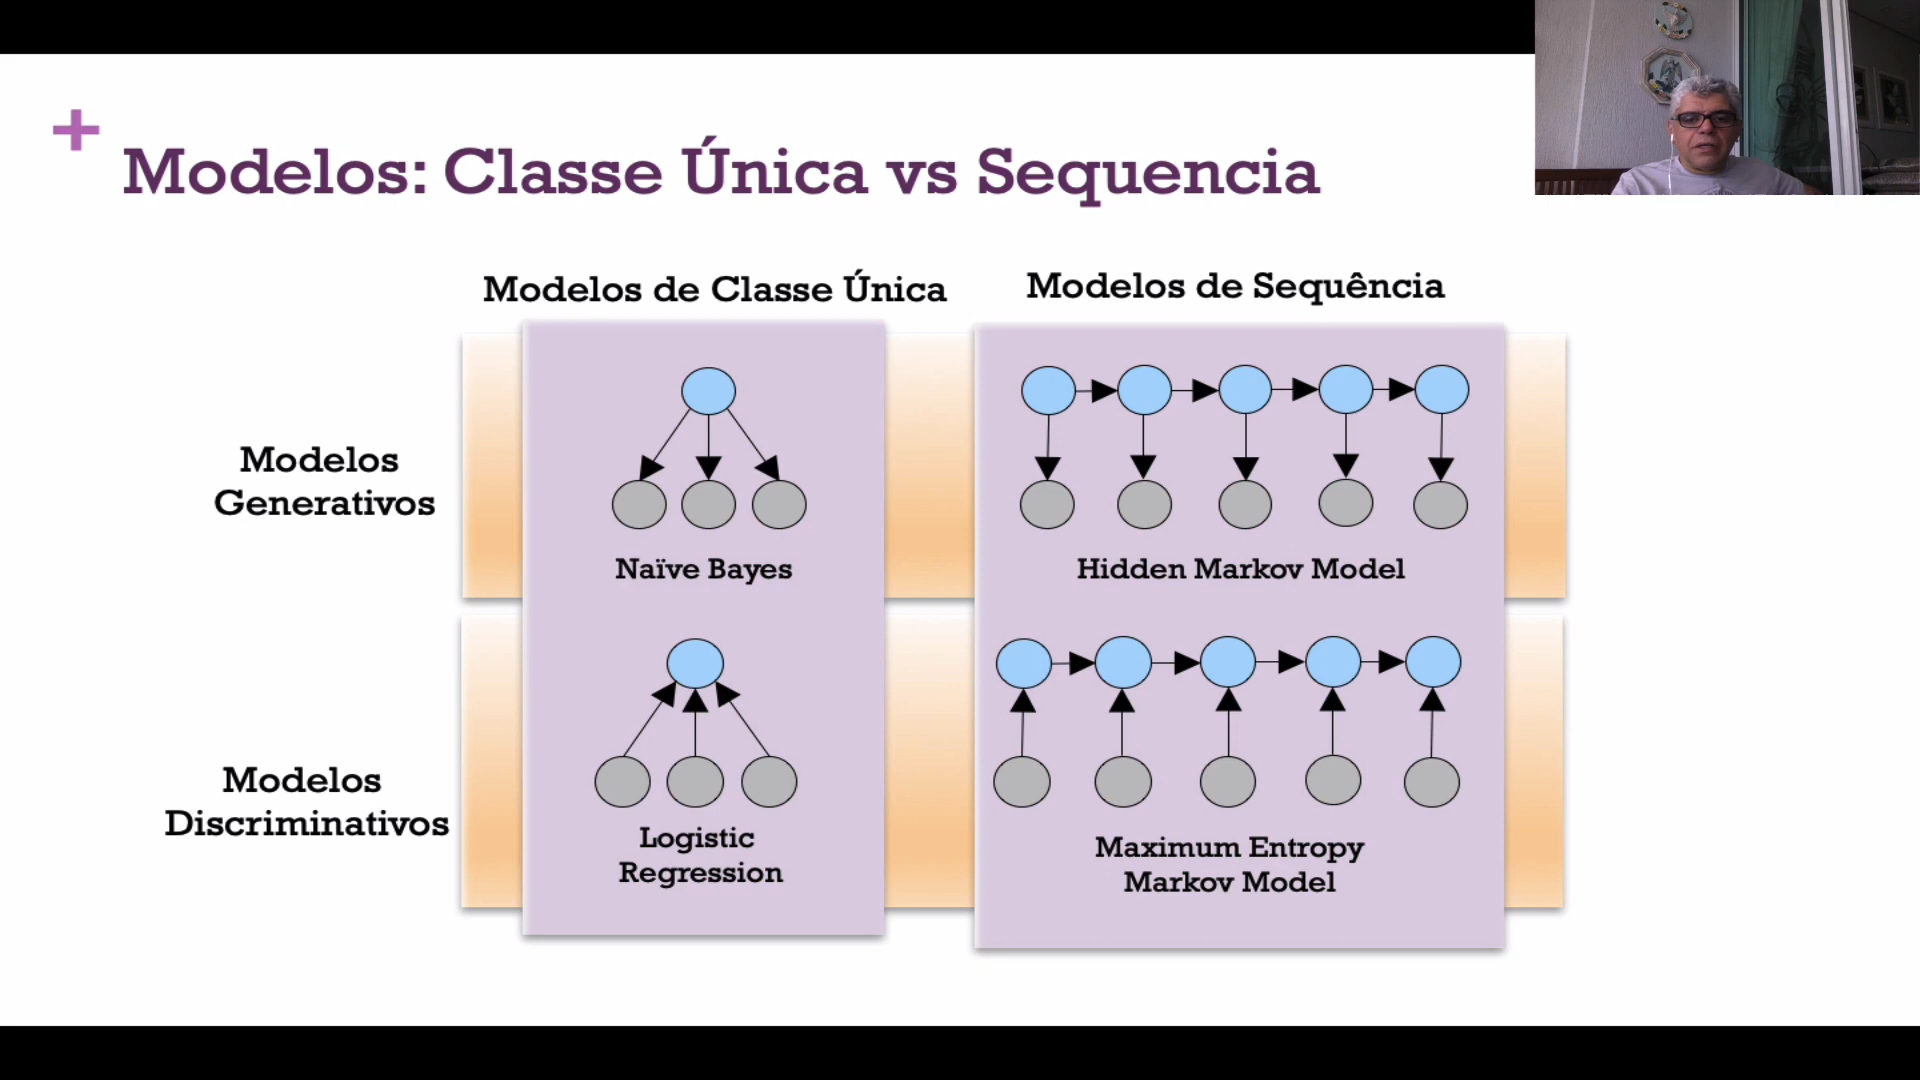 +
Modelos: Classe Única vs Sequencia
Modelos de Classe Única
Modelos de Sequência
Modelos
Generativos
Naïve Bayes
Hidden Markov Model
Modelos
Discriminativos
Logistic
Regression
Maximum Entropy
Markov Model